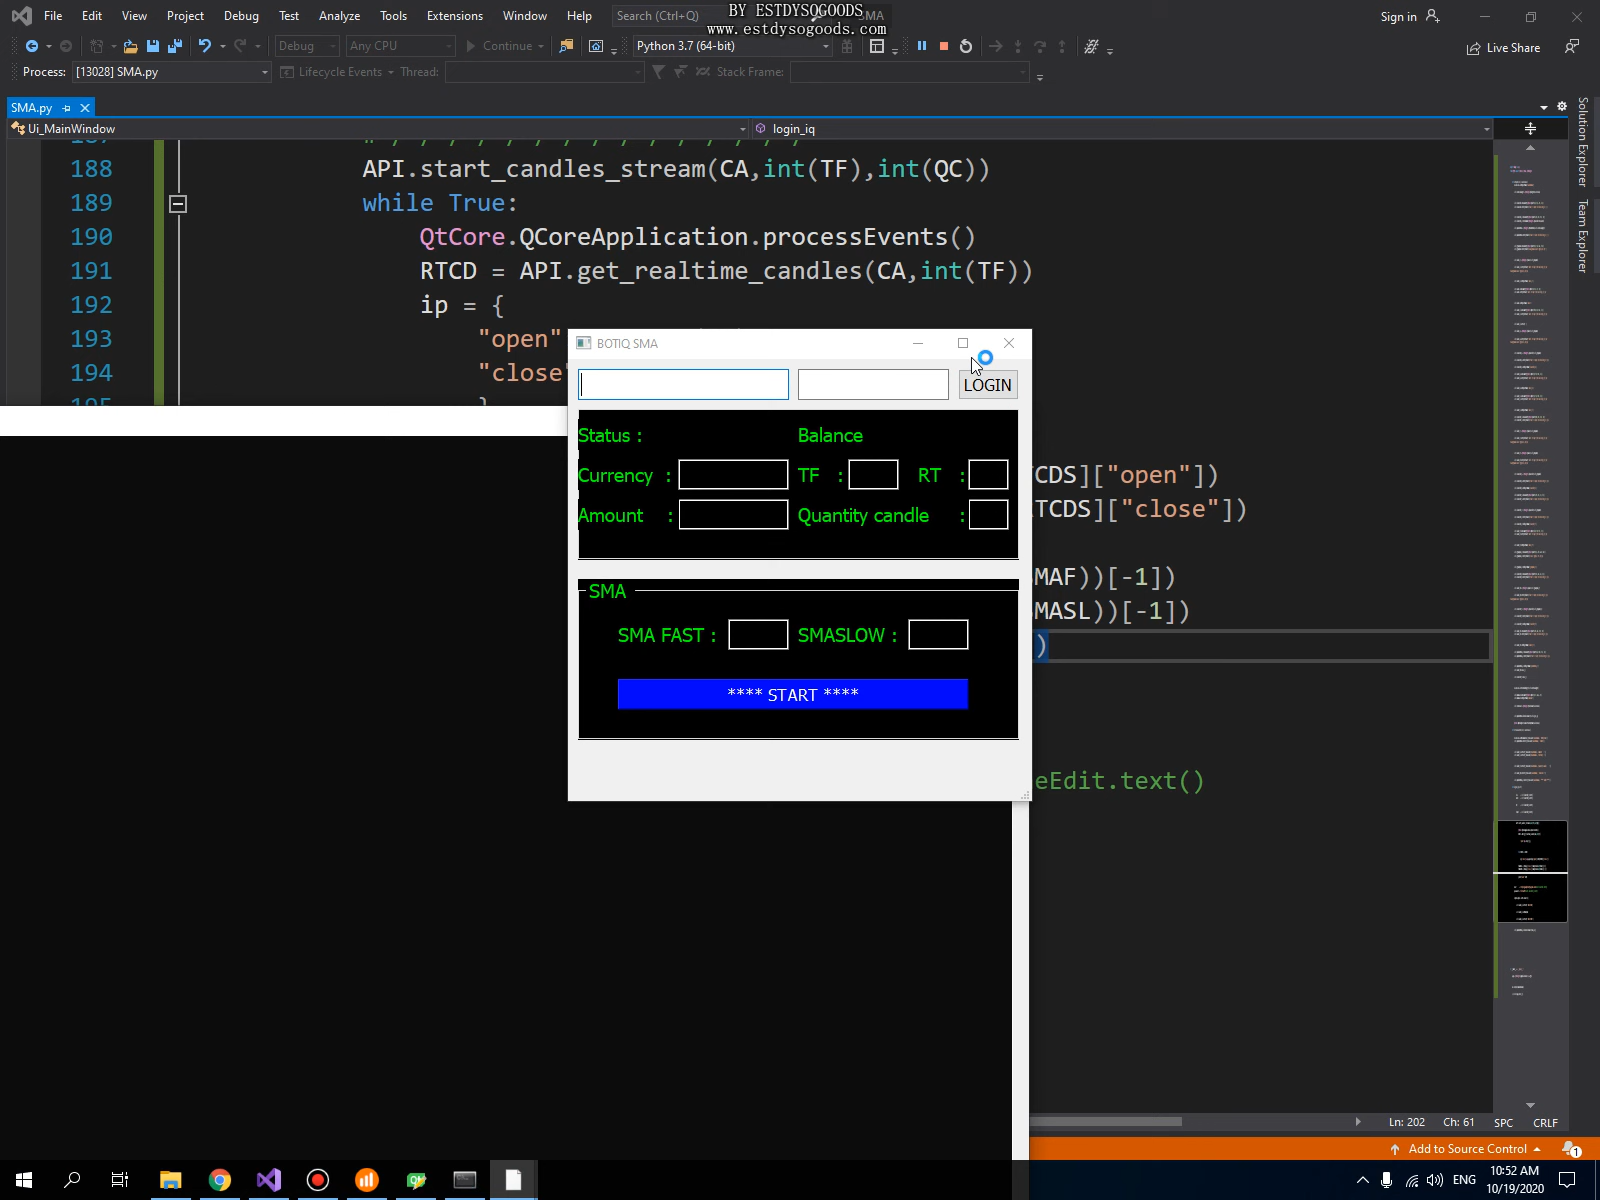 File Edit View Project Debug Test Analyze Tools Extensions Window Help Search (Ctrl+Q) SMA Sign in
BY ESTDYSOGOODS
www.estdysogoods.com
Debug Any CPU Continue Python 3.7 (64-bit) Live Share
Process: [13028] SMA.py Lifecycle Events Thread: Stack Frame:
SMA.py
Ui_MainWindow login_iq
Solution Explorer
Team Explorer
188 API.start_candles_stream(CA,int(TF),int(QC))
189 while True:
190 QtCore.QCoreApplication.processEvents()
191 RTCD = API.get_realtime_candles(CA,int(TF))
192 ip = {
193 "open"
194 "close"
BOTIQ SMA
LOGIN
Status : Balance
Currency : TF : RT :
Amount : Quantity candle :
SMA
SMA FAST : SMASLOW :
**** START ****
TCDS]["open"])
TCDS]["close"])
MAF))[-1])
MASL))[-1])
)
eEdit.text()
Ln: 202 Ch: 61 SPC CRLF
Add to Source Control 1
ENG
10:52 AM
10/19/2020